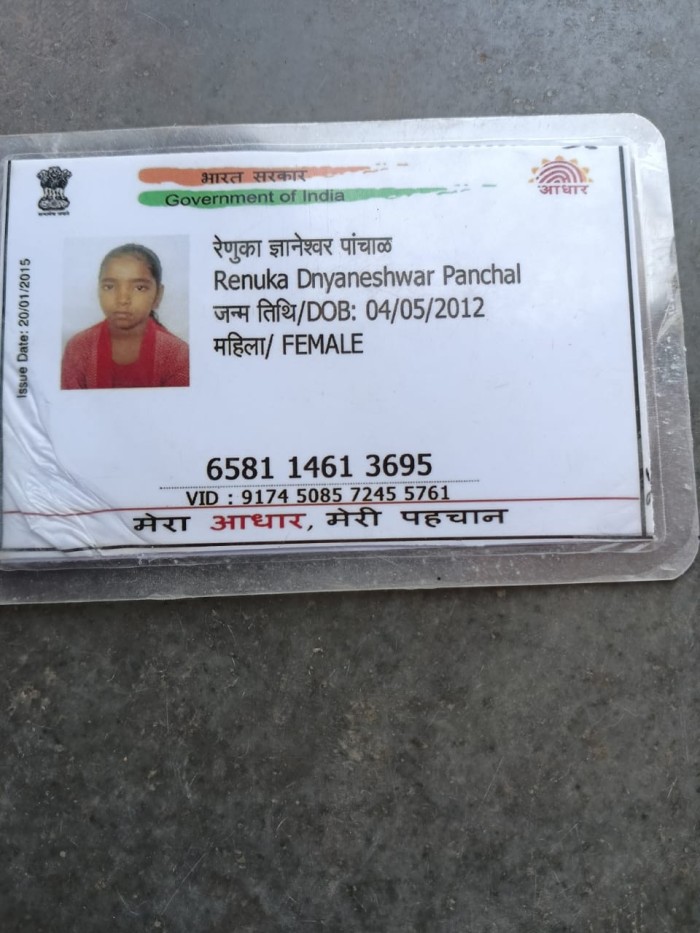 भारत सरकार
Government of India
आधार
Issue Date: 20/01/2015
रेणुका ज्ञानेश्वर पांचाळ
Renuka Dnyaneshwar Panchal
जन्म तिथि/DOB: 04/05/2012
महिला/ FEMALE
6581 1461 3695
VID : 9174 5085 7245 5761
मेरा आधार, मेरी पहचान